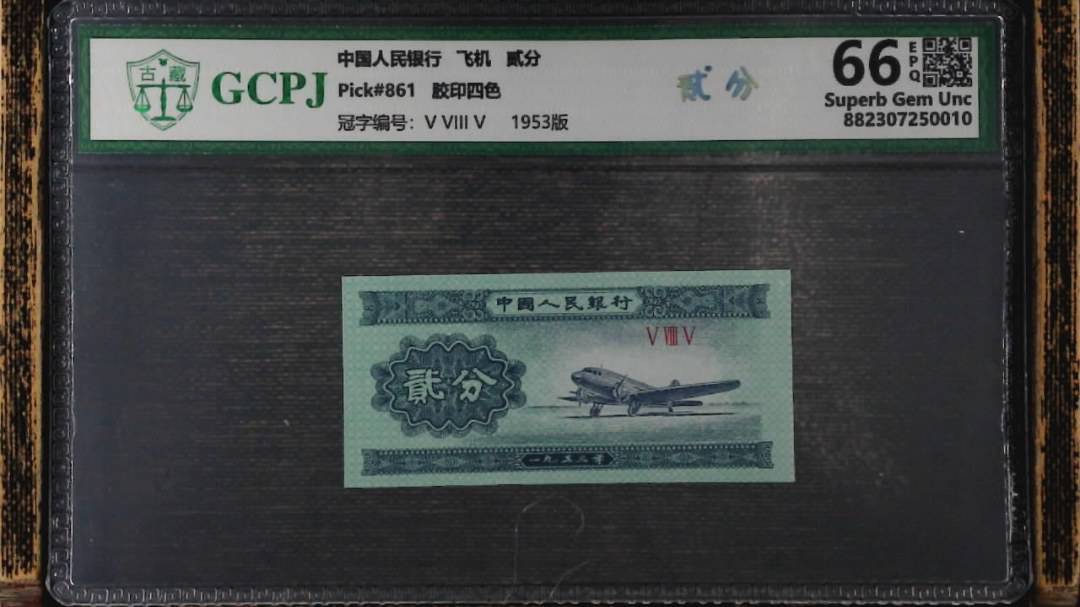 古藏
GCPJ
中国人民银行 飞机 贰分
Pick#861 胶印四色
冠字编号：V VIII V 1953版
贰分
66 EPQ
Superb Gem Unc
882307250010
中國人民銀行
V VIII V
貳分
一九五三年